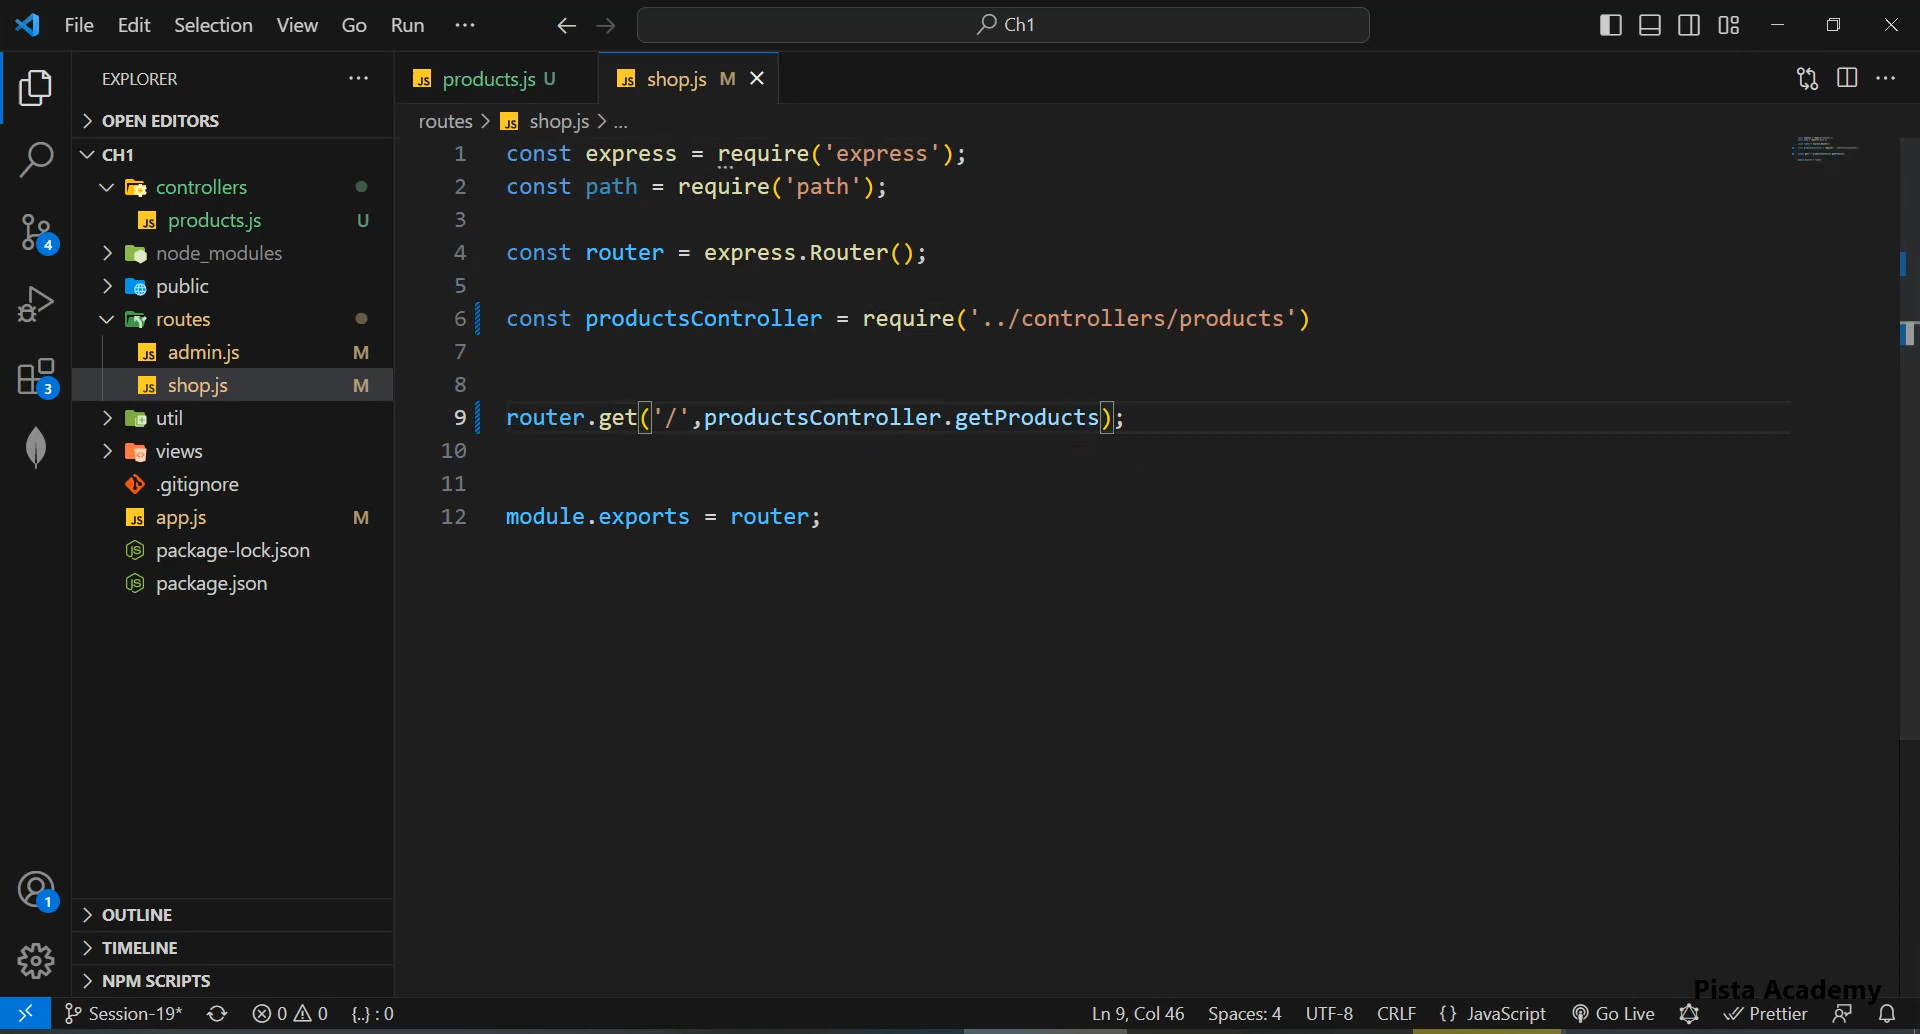 File Edit Selection View Go Run ··· Ch1
EXPLORER ···
OPEN EDITORS
CH1
controllers
products.js U
node_modules
public
routes
admin.js M
shop.js M
util
views
.gitignore
app.js M
package-lock.json
package.json
OUTLINE
TIMELINE
NPM SCRIPTS
4
3
1
products.js U shop.js M
routes > shop.js > ...
1 const express = require('express');
2 const path = require('path');
3
4 const router = express.Router();
5
6 const productsController = require('../controllers/products')
7
8
9 router.get('/',productsController.getProducts);
10
11
12 module.exports = router;
Pista Academy
Session-19* 0 0 {..} : 0 Ln 9, Col 46 Spaces: 4 UTF-8 CRLF {} JavaScript Go Live Prettier